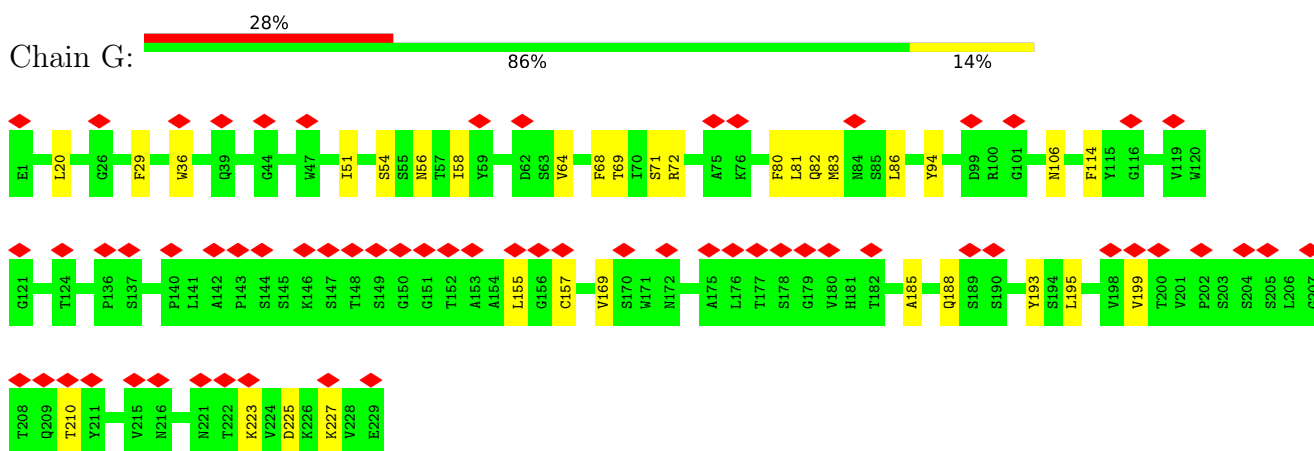 28%
Chain G:
86% 14%
E1 L20 G26 F29 W36 Q39 G44 W47 I51 S54 S55 N56 T57 I58 Y59 D62 S63 V64 F68 T69 I70 S71 R72 A75 K76 F80 L81 Q82 M83 N84 S85 L86 Y94 D99 R100 G101 N106 F114 Y115 G116 V119 W120
G121 T124 P136 S137 P140 L141 A142 P143 S144 S145 K146 S147 T148 S149 G150 G151 T152 A153 A154 L155 G156 C157 V169 S170 W171 N172 A175 L176 T177 S178 G179 V180 H181 T182 A185 Q188 S189 S190 Y193 S194 L195 V198 V199 T200 V201 P202 S203 S204 S205 L206
T208 Q209 T210 Y211 V215 N216 N221 T222 K223 V224 D225 K226 K227 V228 E229